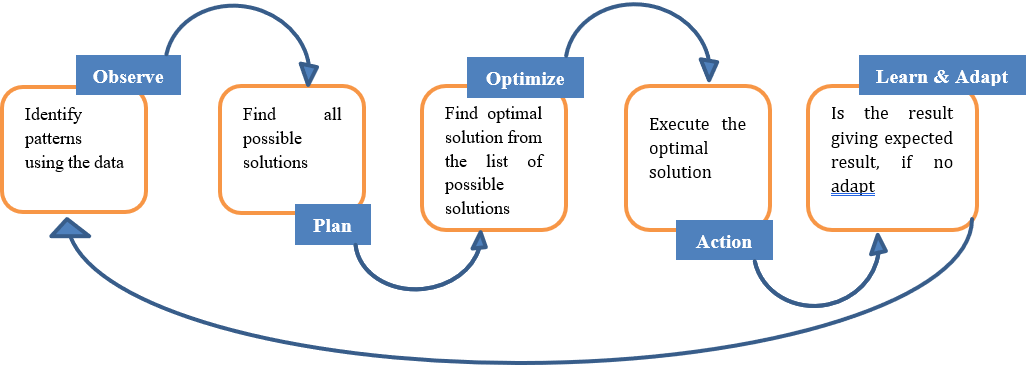 Observe
Identify
patterns
using the data
Find all
possible
solutions
Plan
Optimize
Find optimal
solution from
the list of
possible
solutions
Execute the
optimal
solution
Action
Learn & Adapt
Is the result
giving expected
result, if no
adapt